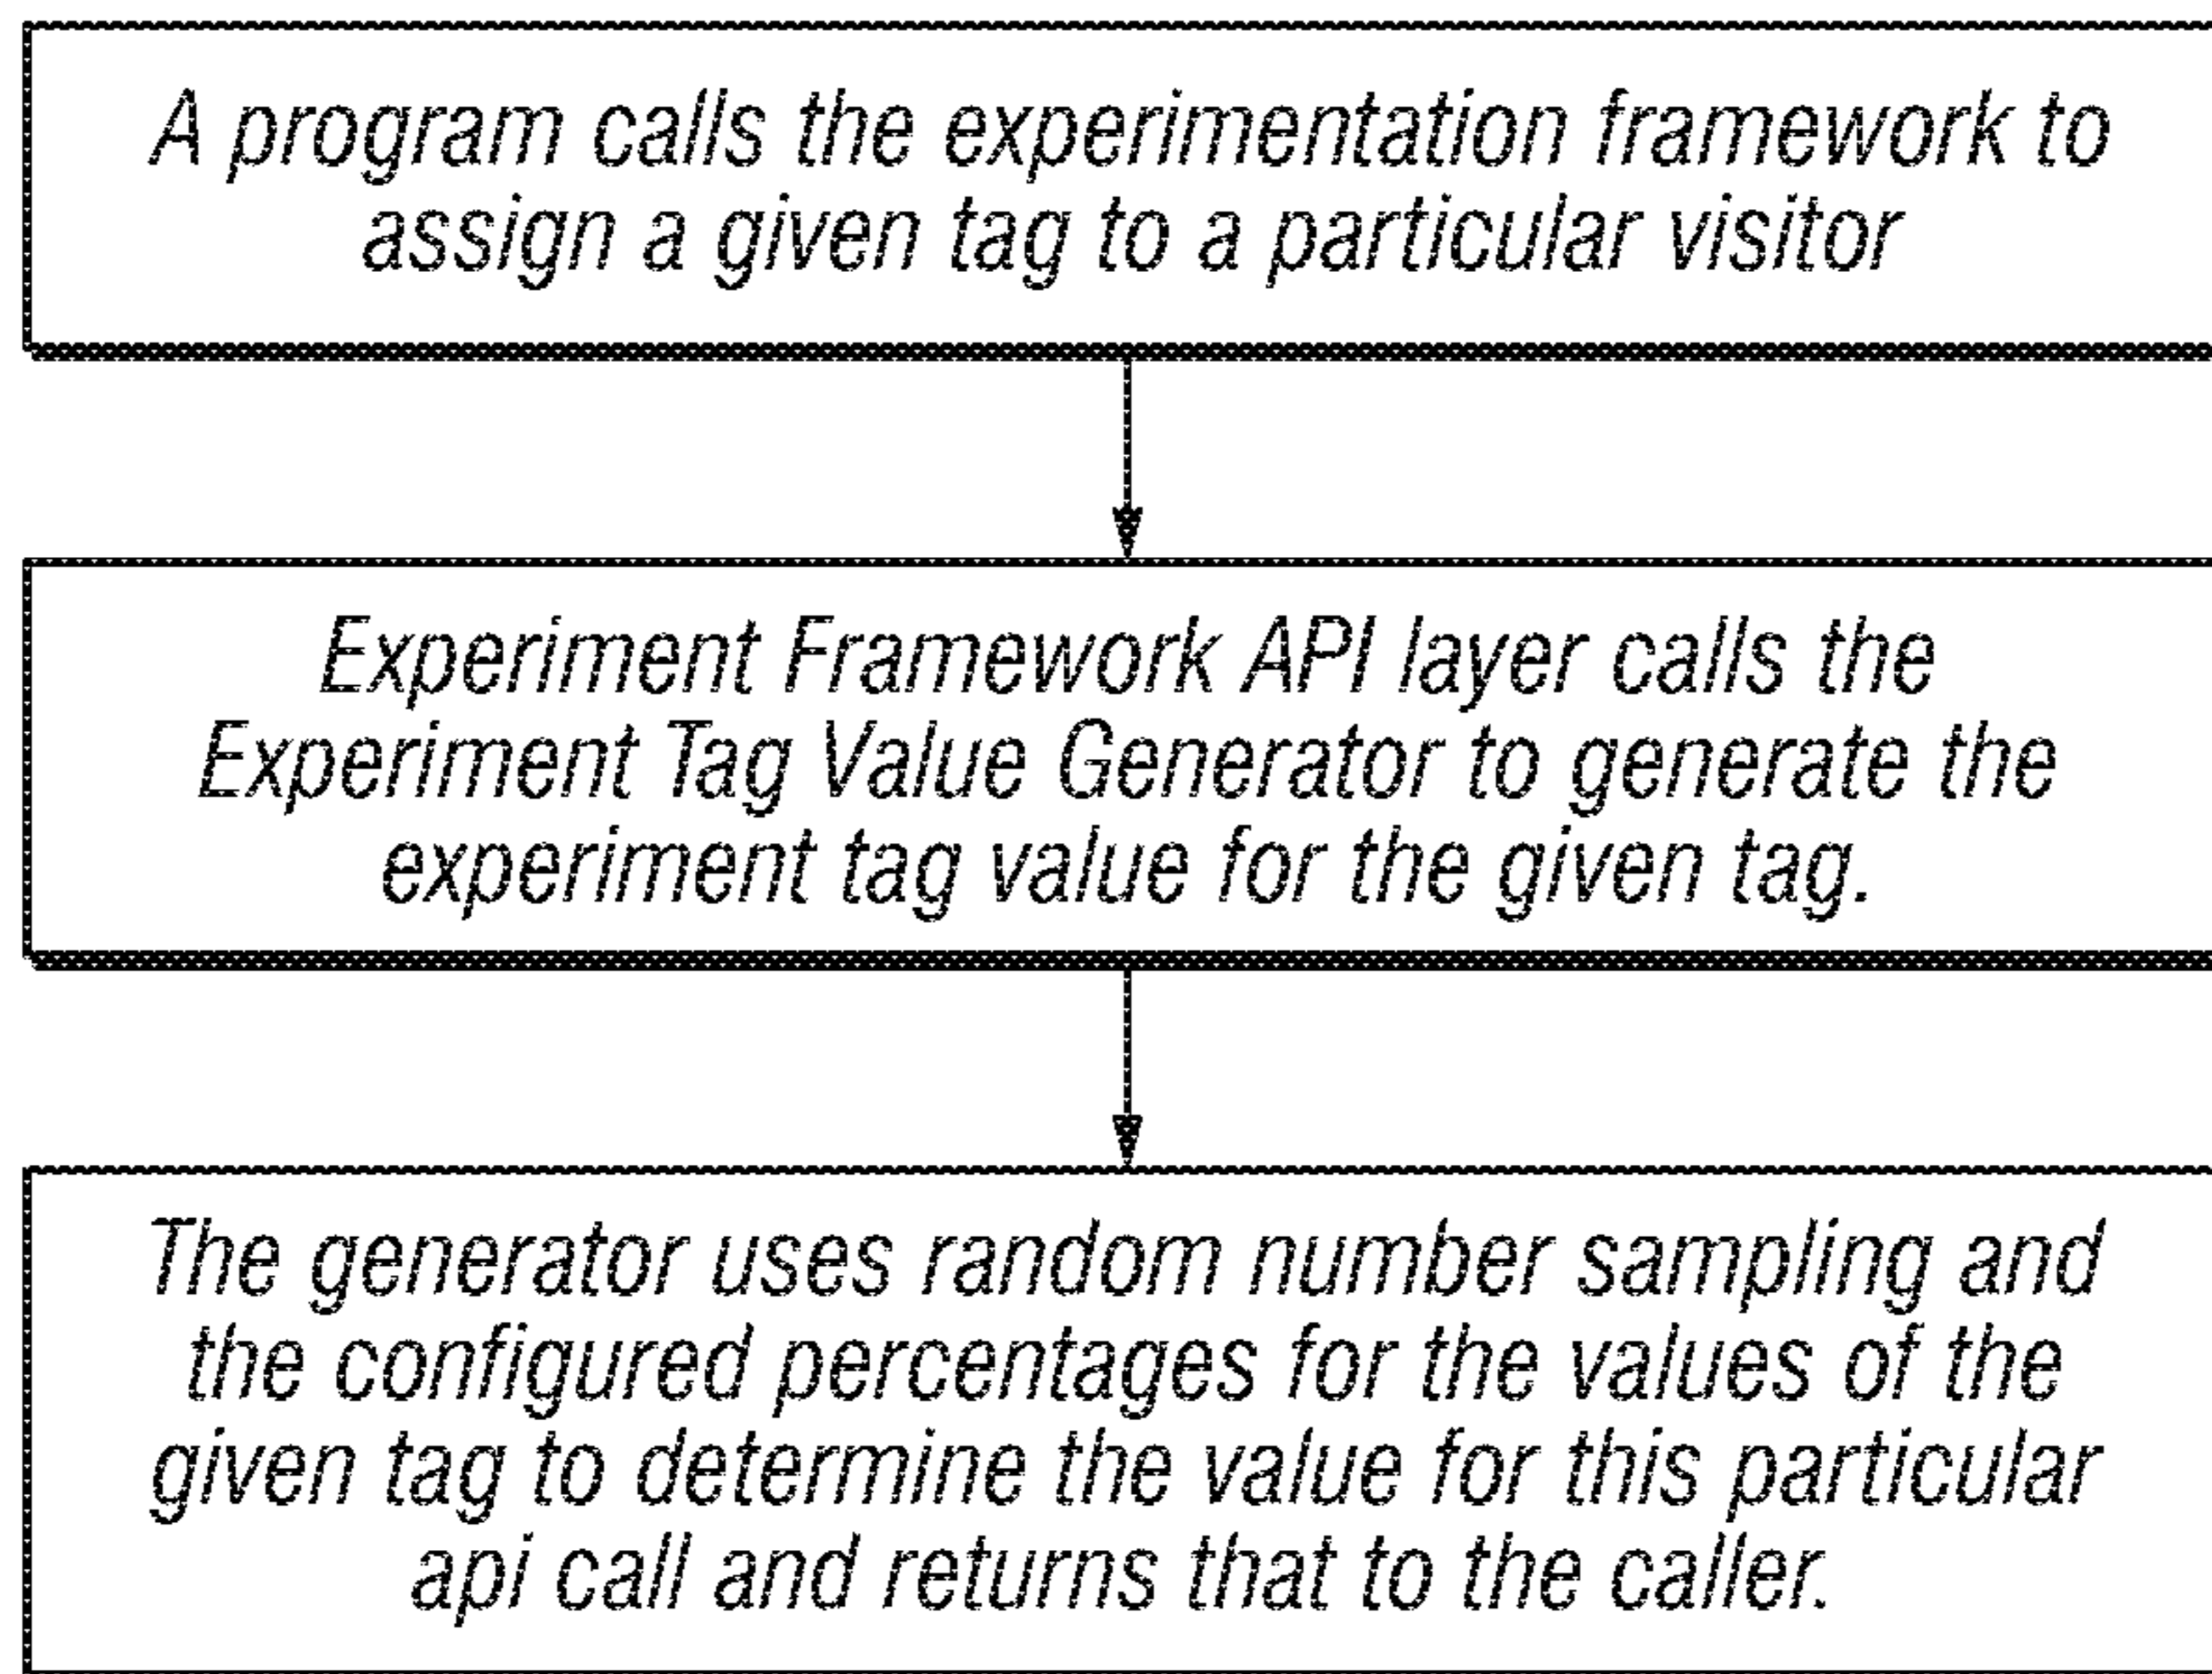 A program calls the experimentation framework to
assign a given tag to a particular visitor
Experiment Framework API layer calls the
Experiment Tag Value Generator to generate the
experiment tag value for the given tag.
The generator uses random number sampling and
the configured percentages for the values of the
given tag to determine the value for this particular
api call and returns that to the caller.